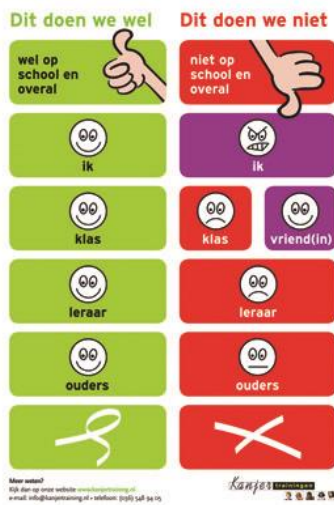 Dit doen we wel
wel op
school en
overal
ik
klas
leraar
ouders
Dit doen we niet
niet op
school en
overal
ik
klas
vriend(in)
leraar
ouders
Meer weten?
Kijk dan op onze website www.kanjertraining.nl
e-mail: info@kanjertraining.nl • telefoon: (036) 548 94 05
Kanjer trainingen